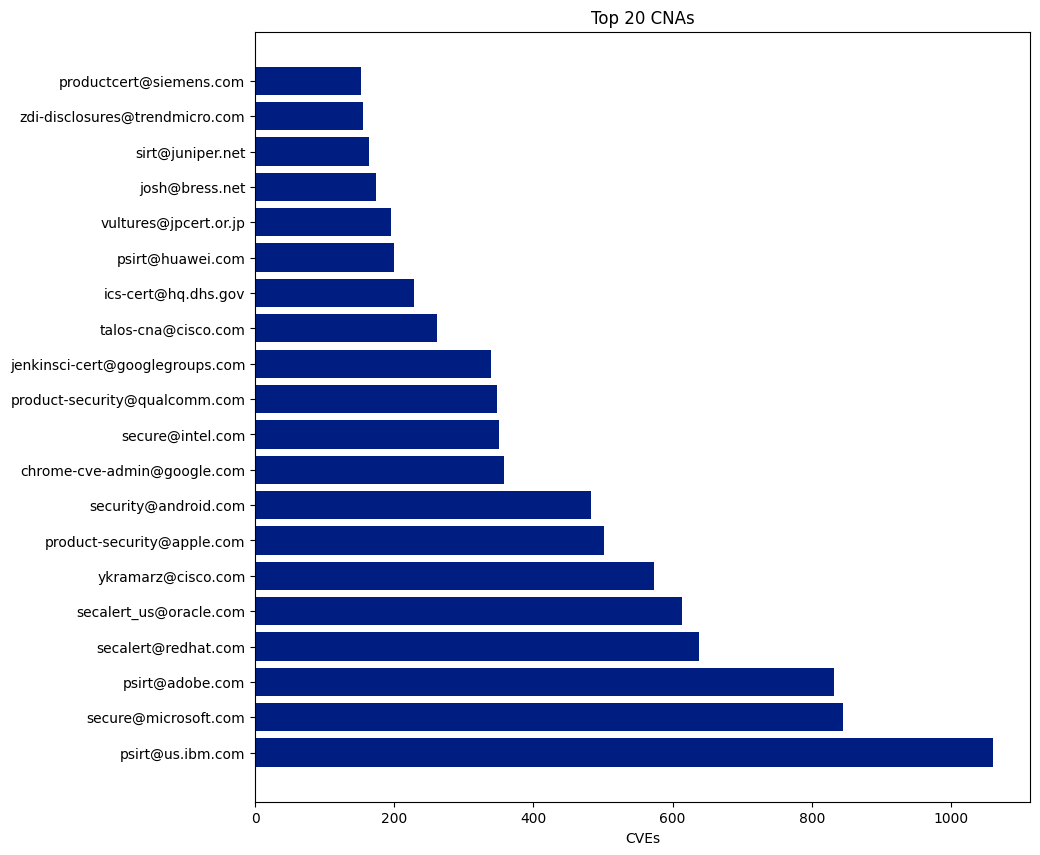 Top 20 CNAs
productcert@siemens.com
zdi-disclosures@trendmicro.com
sirt@juniper.net
josh@bress.net
vultures@jpcert.or.jp
psirt@huawei.com
ics-cert@hq.dhs.gov
talos-cna@cisco.com
jenkinsci-cert@googlegroups.com
product-security@qualcomm.com
secure@intel.com
chrome-cve-admin@google.com
security@android.com
product-security@apple.com
ykramarz@cisco.com
secalert_us@oracle.com
secalert@redhat.com
psirt@adobe.com
secure@microsoft.com
psirt@us.ibm.com
0 200 400 600 800 1000
CVEs